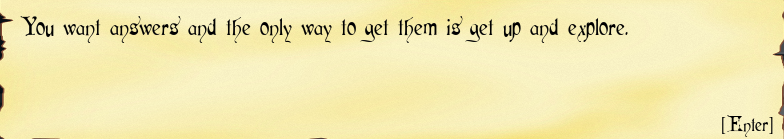 You want answers and the only way to get them is get up and explore.
[Enter]